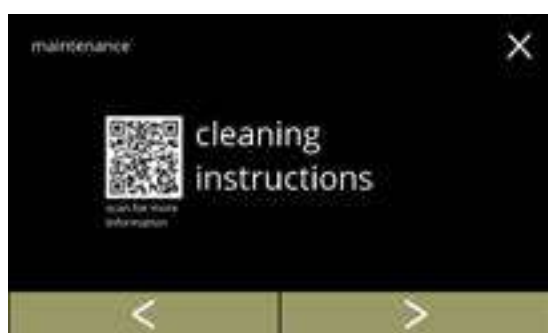 maintenance
cleaning
instructions
scan for more
information
<
>